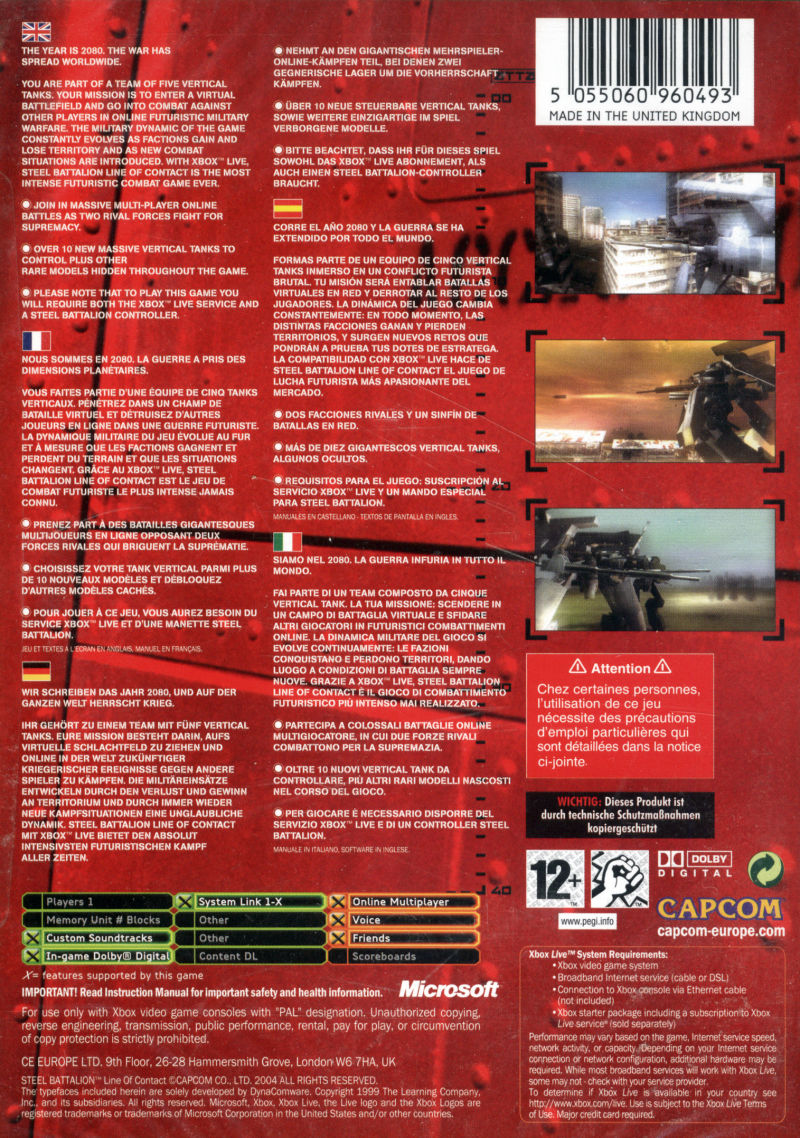 THE YEAR IS 2080. THE WAR HAS
SPREAD WORLDWIDE.
YOU ARE PART OF A TEAM OF FIVE VERTICAL
TANKS. YOUR MISSION IS TO ENTER A VIRTUAL
BATTLEFIELD AND GO INTO COMBAT AGAINST
OTHER PLAYERS IN ONLINE FUTURISTIC MILITARY
WARFARE. THE MILITARY DYNAMIC OF THE GAME
CONSTANTLY EVOLVES AS FACTIONS GAIN AND
LOSE TERRITORY AND AS NEW COMBAT
SITUATIONS ARE INTRODUCED. WITH XBOX™ LIVE,
STEEL BATTALION LINE OF CONTACT IS THE MOST
INTENSE FUTURISTIC COMBAT GAME EVER.
JOIN IN MASSIVE MULTI-PLAYER ONLINE
BATTLES AS TWO RIVAL FORCES FIGHT FOR
SUPREMACY.
OVER 10 NEW MASSIVE VERTICAL TANKS TO
CONTROL PLUS OTHER
RARE MODELS HIDDEN THROUGHOUT THE GAME.
PLEASE NOTE THAT TO PLAY THIS GAME YOU
WILL REQUIRE BOTH THE XBOX™ LIVE SERVICE AND
A STEEL BATTALION CONTROLLER.
NOUS SOMMES EN 2080. LA GUERRE A PRIS DES
DIMENSIONS PLANÉTAIRES.
VOUS FAITES PARTIE D'UNE ÉQUIPE DE CINQ TANKS
VERTICAUX. PÉNÉTREZ DANS UN CHAMP DE
BATAILLE VIRTUEL ET DÉTRUISEZ D'AUTRES
JOUEURS EN LIGNE DANS UNE GUERRE FUTURISTE.
LA DYNAMIQUE MILITAIRE DU JEU ÉVOLUE AU FUR
ET À MESURE QUE LES FACTIONS GAGNENT ET
PERDENT DU TERRAIN ET QUE LES SITUATIONS
CHANGENT. GRÂCE AU XBOX™ LIVE, STEEL
BATTALION LINE OF CONTACT EST LE JEU DE
COMBAT FUTURISTE LE PLUS INTENSE JAMAIS
CONNU.
PRENEZ PART À DES BATAILLES GIGANTESQUES
MULTIJOUEURS EN LIGNE OPPOSANT DEUX
FORCES RIVALES QUI BRIGUENT LA SUPRÉMATIE.
CHOISISSEZ VOTRE TANK VERTICAL PARMI PLUS
DE 10 NOUVEAUX MODÈLES ET DÉBLOQUEZ
D'AUTRES MODÈLES CACHÉS.
POUR JOUER À CE JEU, VOUS AUREZ BESOIN DU
SERVICE XBOX™ LIVE ET D'UNE MANETTE STEEL
BATTALION.
JEU ET TEXTES À L'ÉCRAN EN ANGLAIS, MANUEL EN FRANÇAIS.
WIR SCHREIBEN DAS JAHR 2080, UND AUF DER
GANZEN WELT HERRSCHT KRIEG.
IHR GEHÖRT ZU EINEM TEAM MIT FÜNF VERTICAL
TANKS. EURE MISSION BESTEHT DARIN, AUFS
VIRTUELLE SCHLACHTFELD ZU ZIEHEN UND
ONLINE IN DER WELT ZUKÜNFTIGER
KRIEGERISCHER EREIGNISSE GEGEN ANDERE
SPIELER ZU KÄMPFEN. DIE MILITÄREINSÄTZE
ENTWICKELN DURCH DEN VERLUST UND GEWINN
AN TERRITORIUM UND DURCH IMMER WIEDER
NEUE KAMPFSITUATIONEN EINE UNGLAUBLICHE
DYNAMIK. STEEL BATTALION LINE OF CONTACT
MIT XBOX™ LIVE BIETET DEN ABSOLUT
INTENSIVSTEN FUTURISTISCHEN KAMPF
ALLER ZEITEN.
NEHMT AN DEN GIGANTISCHEN MEHRSPIELER-
ONLINE-KÄMPFEN TEIL, BEI DENEN ZWEI
GEGNERISCHE LAGER UM DIE VORHERRSCHAFT
KÄMPFEN.
ÜBER 10 NEUE STEUERBARE VERTICAL TANKS,
SOWIE WEITERE EINZIGARTIGE IM SPIEL
VERBORGENE MODELLE.
BITTE BEACHTET, DASS IHR FÜR DIESES SPIEL
SOWOHL DAS XBOX™ LIVE ABONNEMENT, ALS
AUCH EINEN STEEL BATTALION-CONTROLLER
BRAUCHT.
CORRE EL AÑO 2080 Y LA GUERRA SE HA
EXTENDIDO POR TODO EL MUNDO.
FORMAS PARTE DE UN EQUIPO DE CINCO VERTICAL
TANKS INMERSO EN UN CONFLICTO FUTURISTA
BRUTAL. TU MISIÓN SERÁ ENTABLAR BATALLAS
VIRTUALES EN RED Y DERROTAR AL RESTO DE LOS
JUGADORES. LA DINÁMICA DEL JUEGO CAMBIA
CONSTANTEMENTE: EN TODO MOMENTO, LAS
DISTINTAS FACCIONES GANAN Y PIERDEN
TERRITORIOS, Y SURGEN NUEVOS RETOS QUE
PONDRÁN A PRUEBA TUS DOTES DE ESTRATEGA.
LA COMPATIBILIDAD CON XBOX™ LIVE HACE DE
STEEL BATTALION LINE OF CONTACT EL JUEGO DE
LUCHA FUTURISTA MÁS APASIONANTE DEL
MERCADO.
DOS FACCIONES RIVALES Y UN SINFÍN DE
BATALLAS EN RED.
MÁS DE DIEZ GIGANTESCOS VERTICAL TANKS,
ALGUNOS OCULTOS.
REQUISITOS PARA EL JUEGO: SUSCRIPCIÓN AL
SERVICIO XBOX™ LIVE Y UN MANDO ESPECIAL
PARA STEEL BATTALION.
MANUALES EN CASTELLANO - TEXTOS DE PANTALLA EN INGLES.
SIAMO NEL 2080. LA GUERRA INFURIA IN TUTTO IL
MONDO.
FAI PARTE DI UN TEAM COMPOSTO DA CINQUE
VERTICAL TANK. LA TUA MISSIONE: SCENDERE IN
UN CAMPO DI BATTAGLIA VIRTUALE E SFIDARE
ALTRI GIOCATORI IN FUTURISTICI COMBATTIMENTI
ONLINE. LA DINAMICA MILITARE DEL GIOCO SI
EVOLVE CONTINUAMENTE: LE FAZIONI
CONQUISTANO E PERDONO TERRITORI, DANDO
LUOGO A CONDIZIONI DI BATTAGLIA SEMPRE
NUOVE. GRAZIE A XBOX™ LIVE, STEEL BATTALION
LINE OF CONTACT È IL GIOCO DI COMBATTIMENTO
FUTURISTICO PIÙ INTENSO MAI REALIZZATO.
PARTECIPA A COLOSSALI BATTAGLIE ONLINE
MULTIGIOCATORE, IN CUI DUE FORZE RIVALI
COMBATTONO PER LA SUPREMAZIA.
OLTRE 10 NUOVI VERTICAL TANK DA
CONTROLLARE, PIÙ ALTRI RARI MODELLI NASCOSTI
NEL CORSO DEL GIOCO.
PER GIOCARE È NECESSARIO DISPORRE DEL
SERVIZIO XBOX™ LIVE E DI UN CONTROLLER STEEL
BATTALION.
MANUALE IN ITALIANO, SOFTWARE IN INGLESE.
5 055060 960493
MADE IN THE UNITED KINGDOM
00
20
40
Attention
Chez certaines personnes,
l'utilisation de ce jeu
nécessite des précautions
d'emploi particulières qui
sont détaillées dans la notice
ci-jointe
WICHTIG: Dieses Produkt ist
durch technische Schutzmaßnahmen
kopiergeschützt
12+ ™
™
www.pegi.info
DOLBY
DIGITAL
CAPCOM
capcom-europe.com
Players 1
System Link 1-X
Online Multiplayer
Memory Unit # Blocks
Other
Voice
Custom Soundtracks
Other
Friends
In-game Dolby® Digital
Content DL
Scoreboards
X= features supported by this game
IMPORTANT! Read Instruction Manual for important safety and health information.
Microsoft
For use only with Xbox video game consoles with "PAL" designation. Unauthorized copying,
reverse engineering, transmission, public performance, rental, pay for play, or circumvention
of copy protection is strictly prohibited.
CE EUROPE LTD. 9th Floor, 26-28 Hammersmith Grove, London W6 7HA, UK
STEEL BATTALION™ Line Of Contact ©CAPCOM CO., LTD. 2004 ALL RIGHTS RESERVED.
The typefaces included herein are solely developed by DynaComware. Copyright 1999 The Learning Company,
Inc., and its subsidiaries. All rights reserved. Microsoft, Xbox, Xbox Live, the Live logo and the Xbox Logos are
registered trademarks or trademarks of Microsoft Corporation in the United States and/or other countries.
Xbox Live™ System Requirements:
• Xbox video game system
• Broadband Internet service (cable or DSL)
• Connection to Xbox console via Ethernet cable
(not included)
• Xbox starter package including a subscription to Xbox
Live service® (sold separately)
Performance may vary based on the game, Internet service speed,
network activity, or capacity. Depending on your Internet service
connection or network configuration, additional hardware may be
required. While most broadband services will work with Xbox Live,
some may not - check with your service provider.
To determine if Xbox Live is available in your country see
http://www.xbox.com/live. Use is subject to the Xbox Live Terms
of Use. Major credit card required.